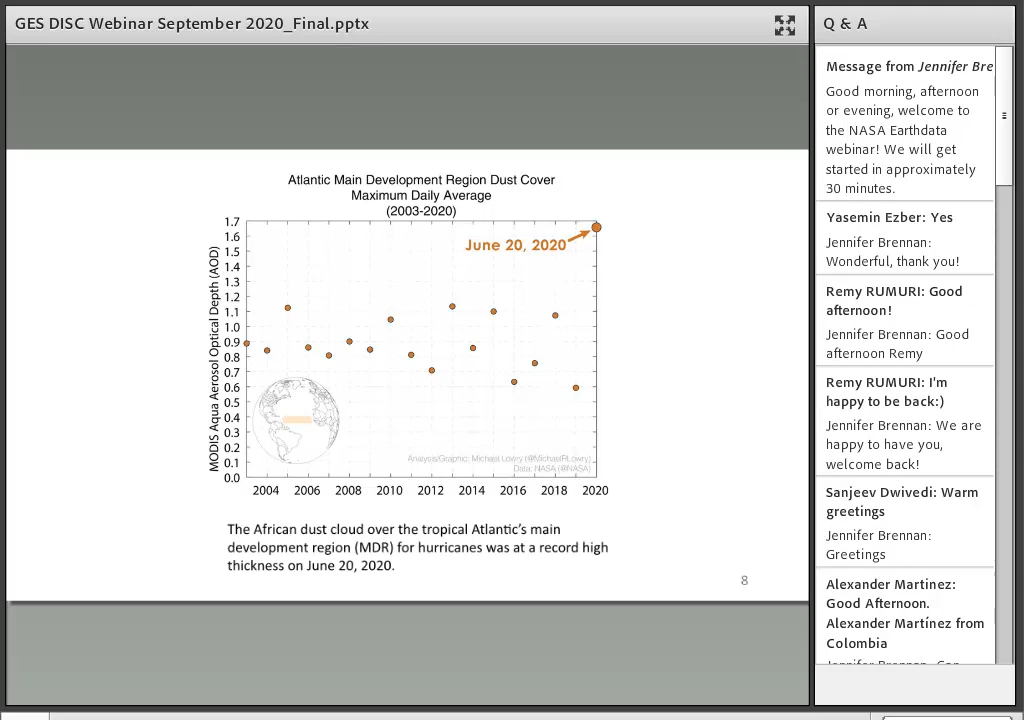 GES DISC Webinar September 2020_Final.pptx
Atlantic Main Development Region Dust Cover
Maximum Daily Average
(2003-2020)
MODIS Aqua Aerosol Optical Depth (AOD)
1.7
1.6
1.5
1.4
1.3
1.2
1.1
1.0
0.9
0.8
0.7
0.6
0.5
0.4
0.3
0.2
0.1
0.0
June 20, 2020
Analysis/Graphic: Michael Lowry (@MichaelRLowry)
Data: NASA (@NASA)
2004 2006 2008 2010 2012 2014 2016 2018 2020
The African dust cloud over the tropical Atlantic's main
development region (MDR) for hurricanes was at a record high
thickness on June 20, 2020.
8
Q & A
Message from Jennifer Bre
Good morning, afternoon
or evening, welcome to
the NASA Earthdata
webinar! We will get
started in approximately
30 minutes.
Yasemin Ezber: Yes
Jennifer Brennan:
Wonderful, thank you!
Remy RUMURI: Good
afternoon!
Jennifer Brennan: Good
afternoon Remy
Remy RUMURI: I'm
happy to be back:)
Jennifer Brennan: We are
happy to have you,
welcome back!
Sanjeev Dwivedi: Warm
greetings
Jennifer Brennan:
Greetings
Alexander Martinez:
Good Afternoon.
Alexander Martínez from
Colombia